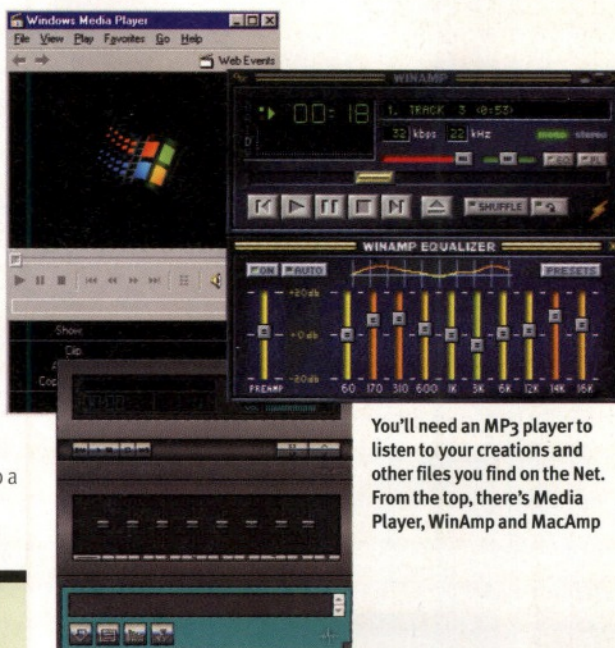 Windows Media Player
File View Play Favorites Go Help
Web Events
Show:
Clip:
WINAMP
00:18
1. TRACK 3 <0:53>
32 kbps 22 kHz mono stereo
EQ PL
SHUFFLE
WINAMP EQUALIZER
ON AUTO PRESETS
+20db
+0db
-20db
PREAMP 60 170 310 600 1K 3K 6K 12K 14K 16K
You'll need an MP3 player to
listen to your creations and
other files you find on the Net.
From the top, there's Media
Player, WinAmp and MacAmp